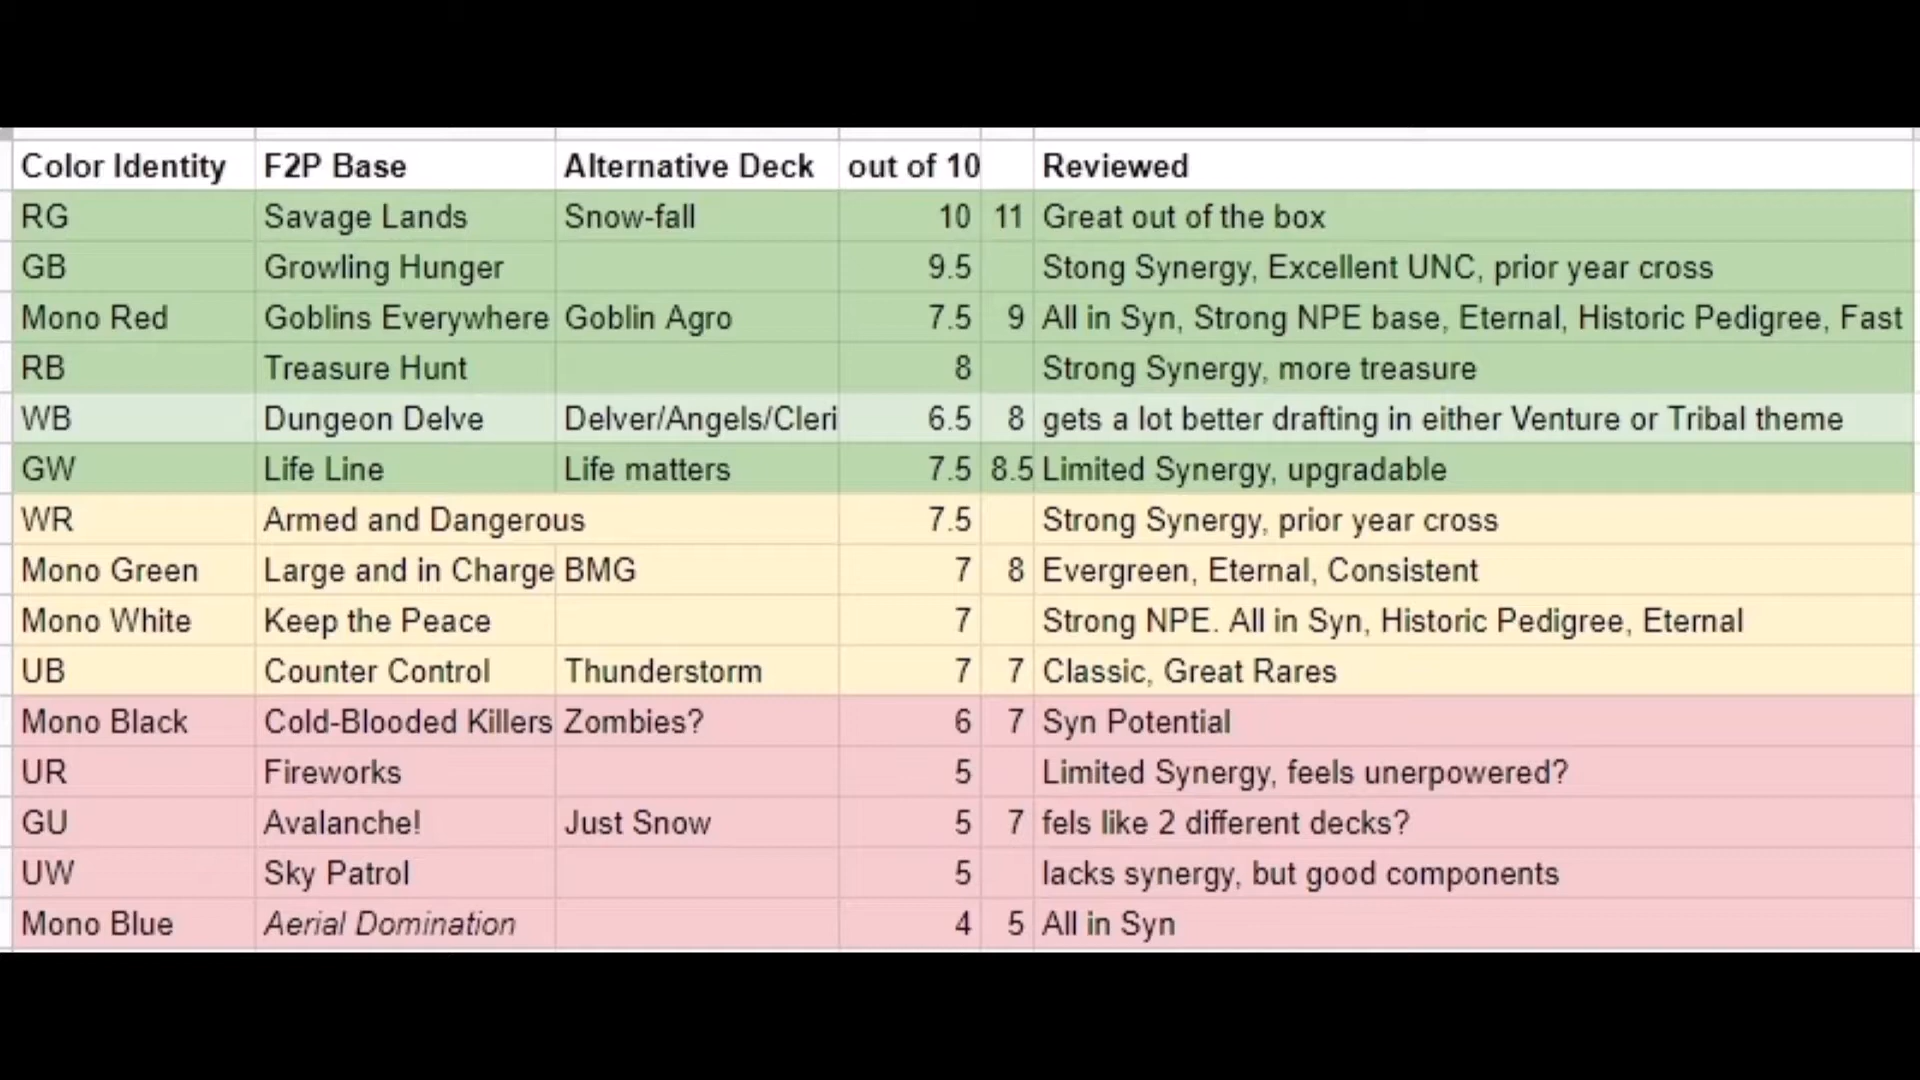 Color Identity F2P Base Alternative Deck out of 10 Reviewed
RG Savage Lands Snow-fall 10 11 Great out of the box
GB Growling Hunger 9.5 Stong Synergy, Excellent UNC, prior year cross
Mono Red Goblins Everywhere Goblin Agro 7.5 9 All in Syn, Strong NPE base, Eternal, Historic Pedigree, Fast
RB Treasure Hunt 8 Strong Synergy, more treasure
WB Dungeon Delve Delver/Angels/Cleri 6.5 8 gets a lot better drafting in either Venture or Tribal theme
GW Life Line Life matters 7.5 8.5 Limited Synergy, upgradable
WR Armed and Dangerous 7.5 Strong Synergy, prior year cross
Mono Green Large and in Charge BMG 7 8 Evergreen, Eternal, Consistent
Mono White Keep the Peace 7 Strong NPE. All in Syn, Historic Pedigree, Eternal
UB Counter Control Thunderstorm 7 7 Classic, Great Rares
Mono Black Cold-Blooded Killers Zombies? 6 7 Syn Potential
UR Fireworks 5 Limited Synergy, feels unerpowered?
GU Avalanche! Just Snow 5 7 fels like 2 different decks?
UW Sky Patrol 5 lacks synergy, but good components
Mono Blue Aerial Domination 4 5 All in Syn